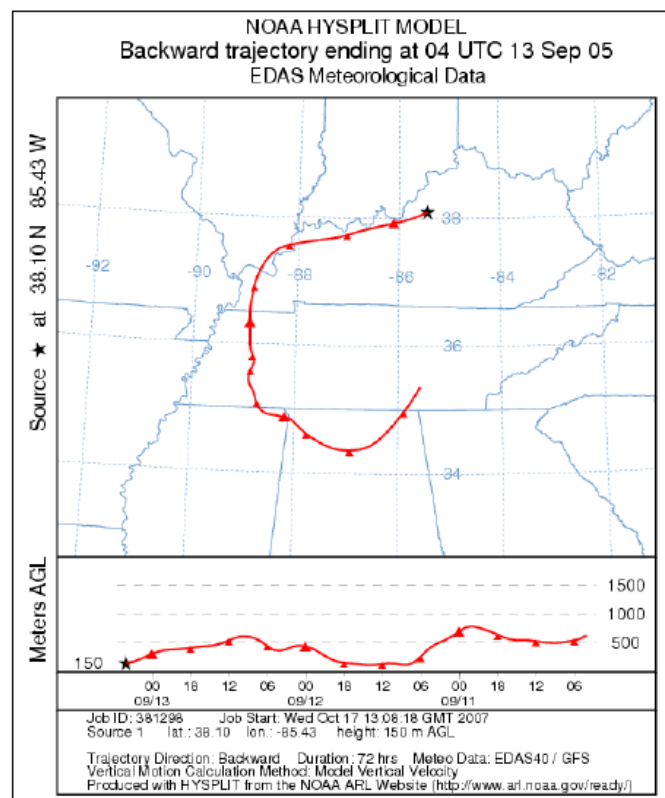 NOAA HYSPLIT MODEL
Backward trajectory ending at 04 UTC 13 Sep 05
EDAS Meteorological Data
Source ★ at 38.10 N 85.43 W
38
-92
-90
-88
-86
-84
-82
36
34
Meters AGL
1500
1000
500
150
00 18 12 06 00 18 12 06 00 18 12 06
09/13 09/12 09/11
Job ID: 381298 Job Start: Wed Oct 17 13:08:18 GMT 2007
Source 1 lat.: 38.10 lon.: -85.43 height: 150 m AGL
Trajectory Direction: Backward Duration: 72 hrs Meteo Data: EDAS40 / GFS
Vertical Motion Calculation Method: Model Vertical Velocity
Produced with HYSPLIT from the NOAA ARL Website (http://www.arl.noaa.gov/ready/)